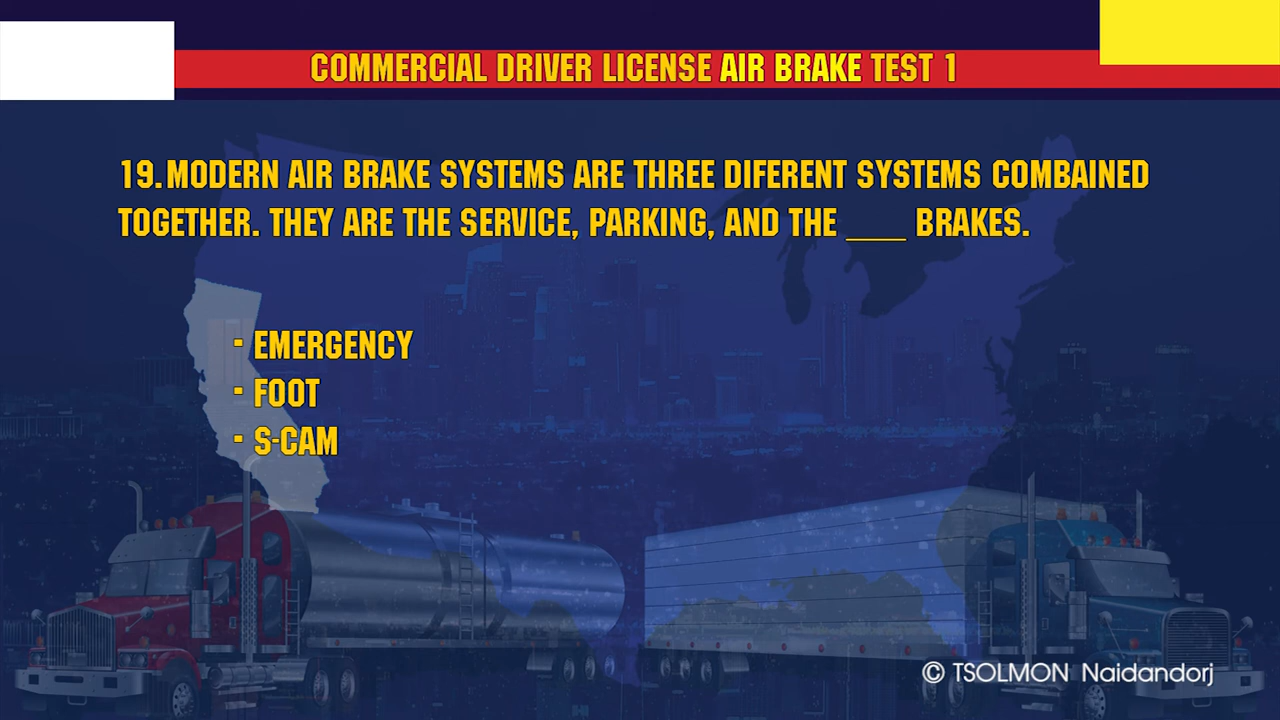 COMMERCIAL DRIVER LICENSE AIR BRAKE TEST 1
19. MODERN AIR BRAKE SYSTEMS ARE THREE DIFERENT SYSTEMS COMBAINED
TOGETHER. THEY ARE THE SERVICE, PARKING, AND THE ___ BRAKES.
- EMERGENCY
- FOOT
- S-CAM
© TSOLMON Naidandorj